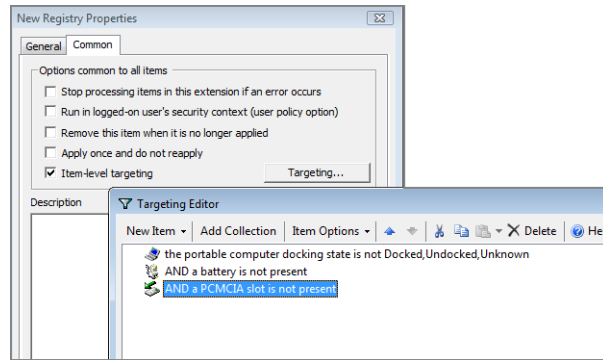 New Registry Properties
General Common
Options common to all items
Stop processing items in this extension if an error occurs
Run in logged-on user's security context (user policy option)
Remove this item when it is no longer applied
Apply once and do not reapply
Item-level targeting Targeting...
Description
Targeting Editor
New Item Add Collection Item Options Delete He
the portable computer docking state is not Docked,Undocked,Unknown
AND a battery is not present
AND a PCMCIA slot is not present